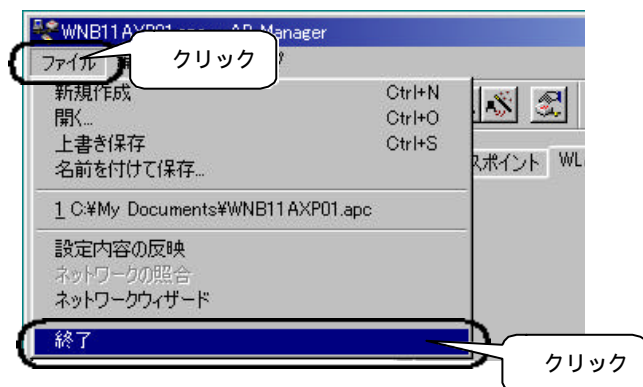 WNB11AXP01.apc - AP Manager
ファイル
クリック
新規作成 Ctrl+N
開く... Ctrl+O
上書き保存 Ctrl+S
名前を付けて保存...
スポイント WL
1 C:¥My Documents¥WNB11AXP01.apc
設定内容の反映
ネットワークの照合
ネットワークウィザード
終了
クリック